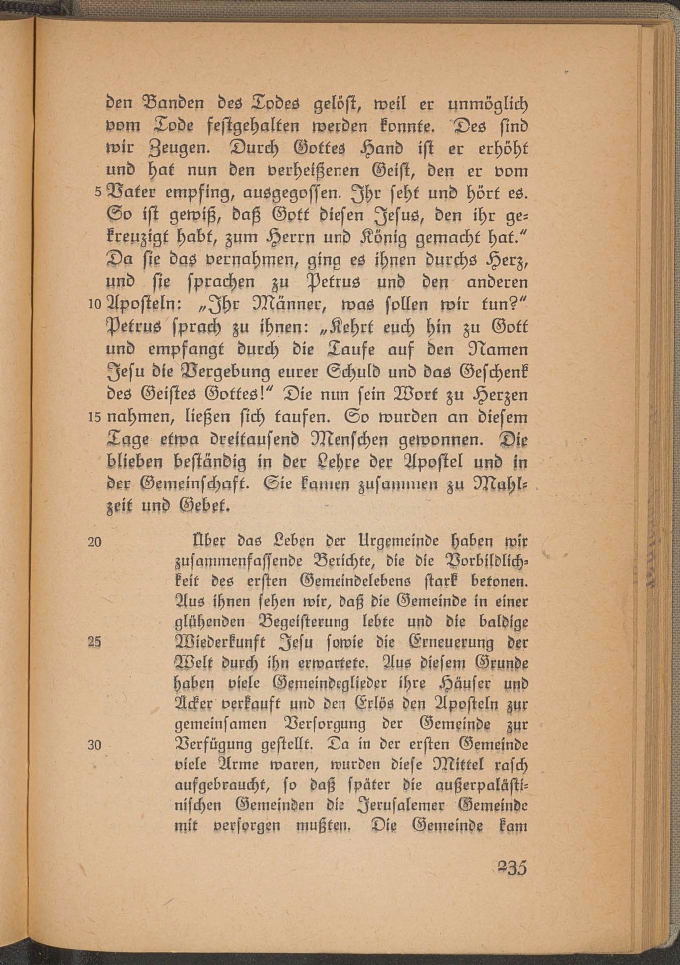 den Banden des Todes gelöst, weil er unmöglich
vom Tode festgehalten werden konnte. Des sind
wir Zeugen. Durch Gottes Hand ist er erhöht
und hat nun den verheißenen Geist, den er vom
5 Vater empfing, ausgegossen. Ihr seht und hört es.
So ist gewiß, daß Gott diesen Jesus, den ihr ge-
kreuzigt habt, zum Herrn und König gemacht hat.“
Da sie das vernahmen, ging es ihnen durchs Herz,
und sie sprachen zu Petrus und den anderen
10 Aposteln: „Ihr Männer, was sollen wir tun?“
Petrus sprach zu ihnen: „Kehrt euch hin zu Gott
und empfangt durch die Taufe auf den Namen
Jesu die Vergebung eurer Schuld und das Geschenk
des Geistes Gottes!“ Die nun sein Wort zu Herzen
15 nahmen, ließen sich taufen. So wurden an diesem
Tage etwa dreitausend Menschen gewonnen. Die
blieben beständig in der Lehre der Apostel und in
der Gemeinschaft. Sie kamen zusammen zu Mahl-
zeit und Gebet.
20 Über das Leben der Urgemeinde haben wir
zusammenfassende Berichte, die die Vorbildlich-
keit des ersten Gemeindelebens stark betonen.
Aus ihnen sehen wir, daß die Gemeinde in einer
glühenden Begeisterung lebte und die baldige
25 Wiederkunft Jesu sowie die Erneuerung der
Welt durch ihn erwartete. Aus diesem Grunde
haben viele Gemeindeglieder ihre Häuser und
Äcker verkauft und den Erlös den Aposteln zur
gemeinsamen Versorgung der Gemeinde zur
30 Verfügung gestellt. Da in der ersten Gemeinde
viele Arme waren, wurden diese Mittel rasch
aufgebraucht, so daß später die außerpalästi-
nischen Gemeinden die Jerusalemer Gemeinde
mit versorgen mußten. Die Gemeinde kam
235